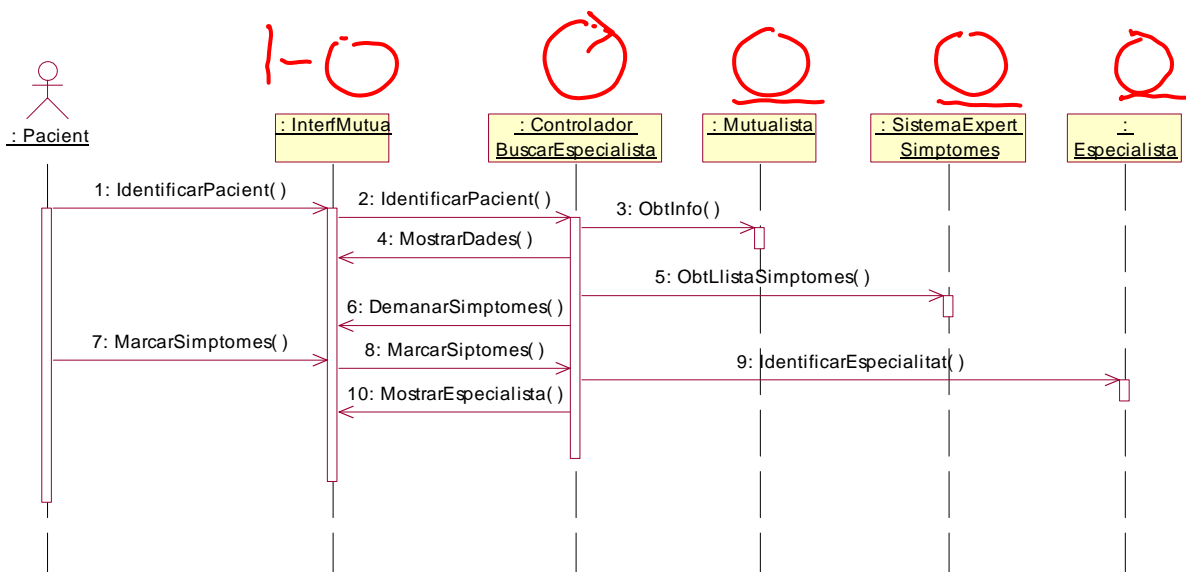 : Pacient
: InterfMutua
: Controlador
BuscarEspecialista
: Mutualista
: SistemaExpert
Simptomes
:
Especialista
1: IdentificarPacient( )
2: IdentificarPacient( )
3: ObtInfo( )
4: MostrarDades( )
5: ObtLlistaSimptomes( )
6: DemanarSimptomes( )
7: MarcarSimptomes( )
8: MarcarSiptomes( )
9: IdentificarEspecialitat( )
10: MostrarEspecialista( )